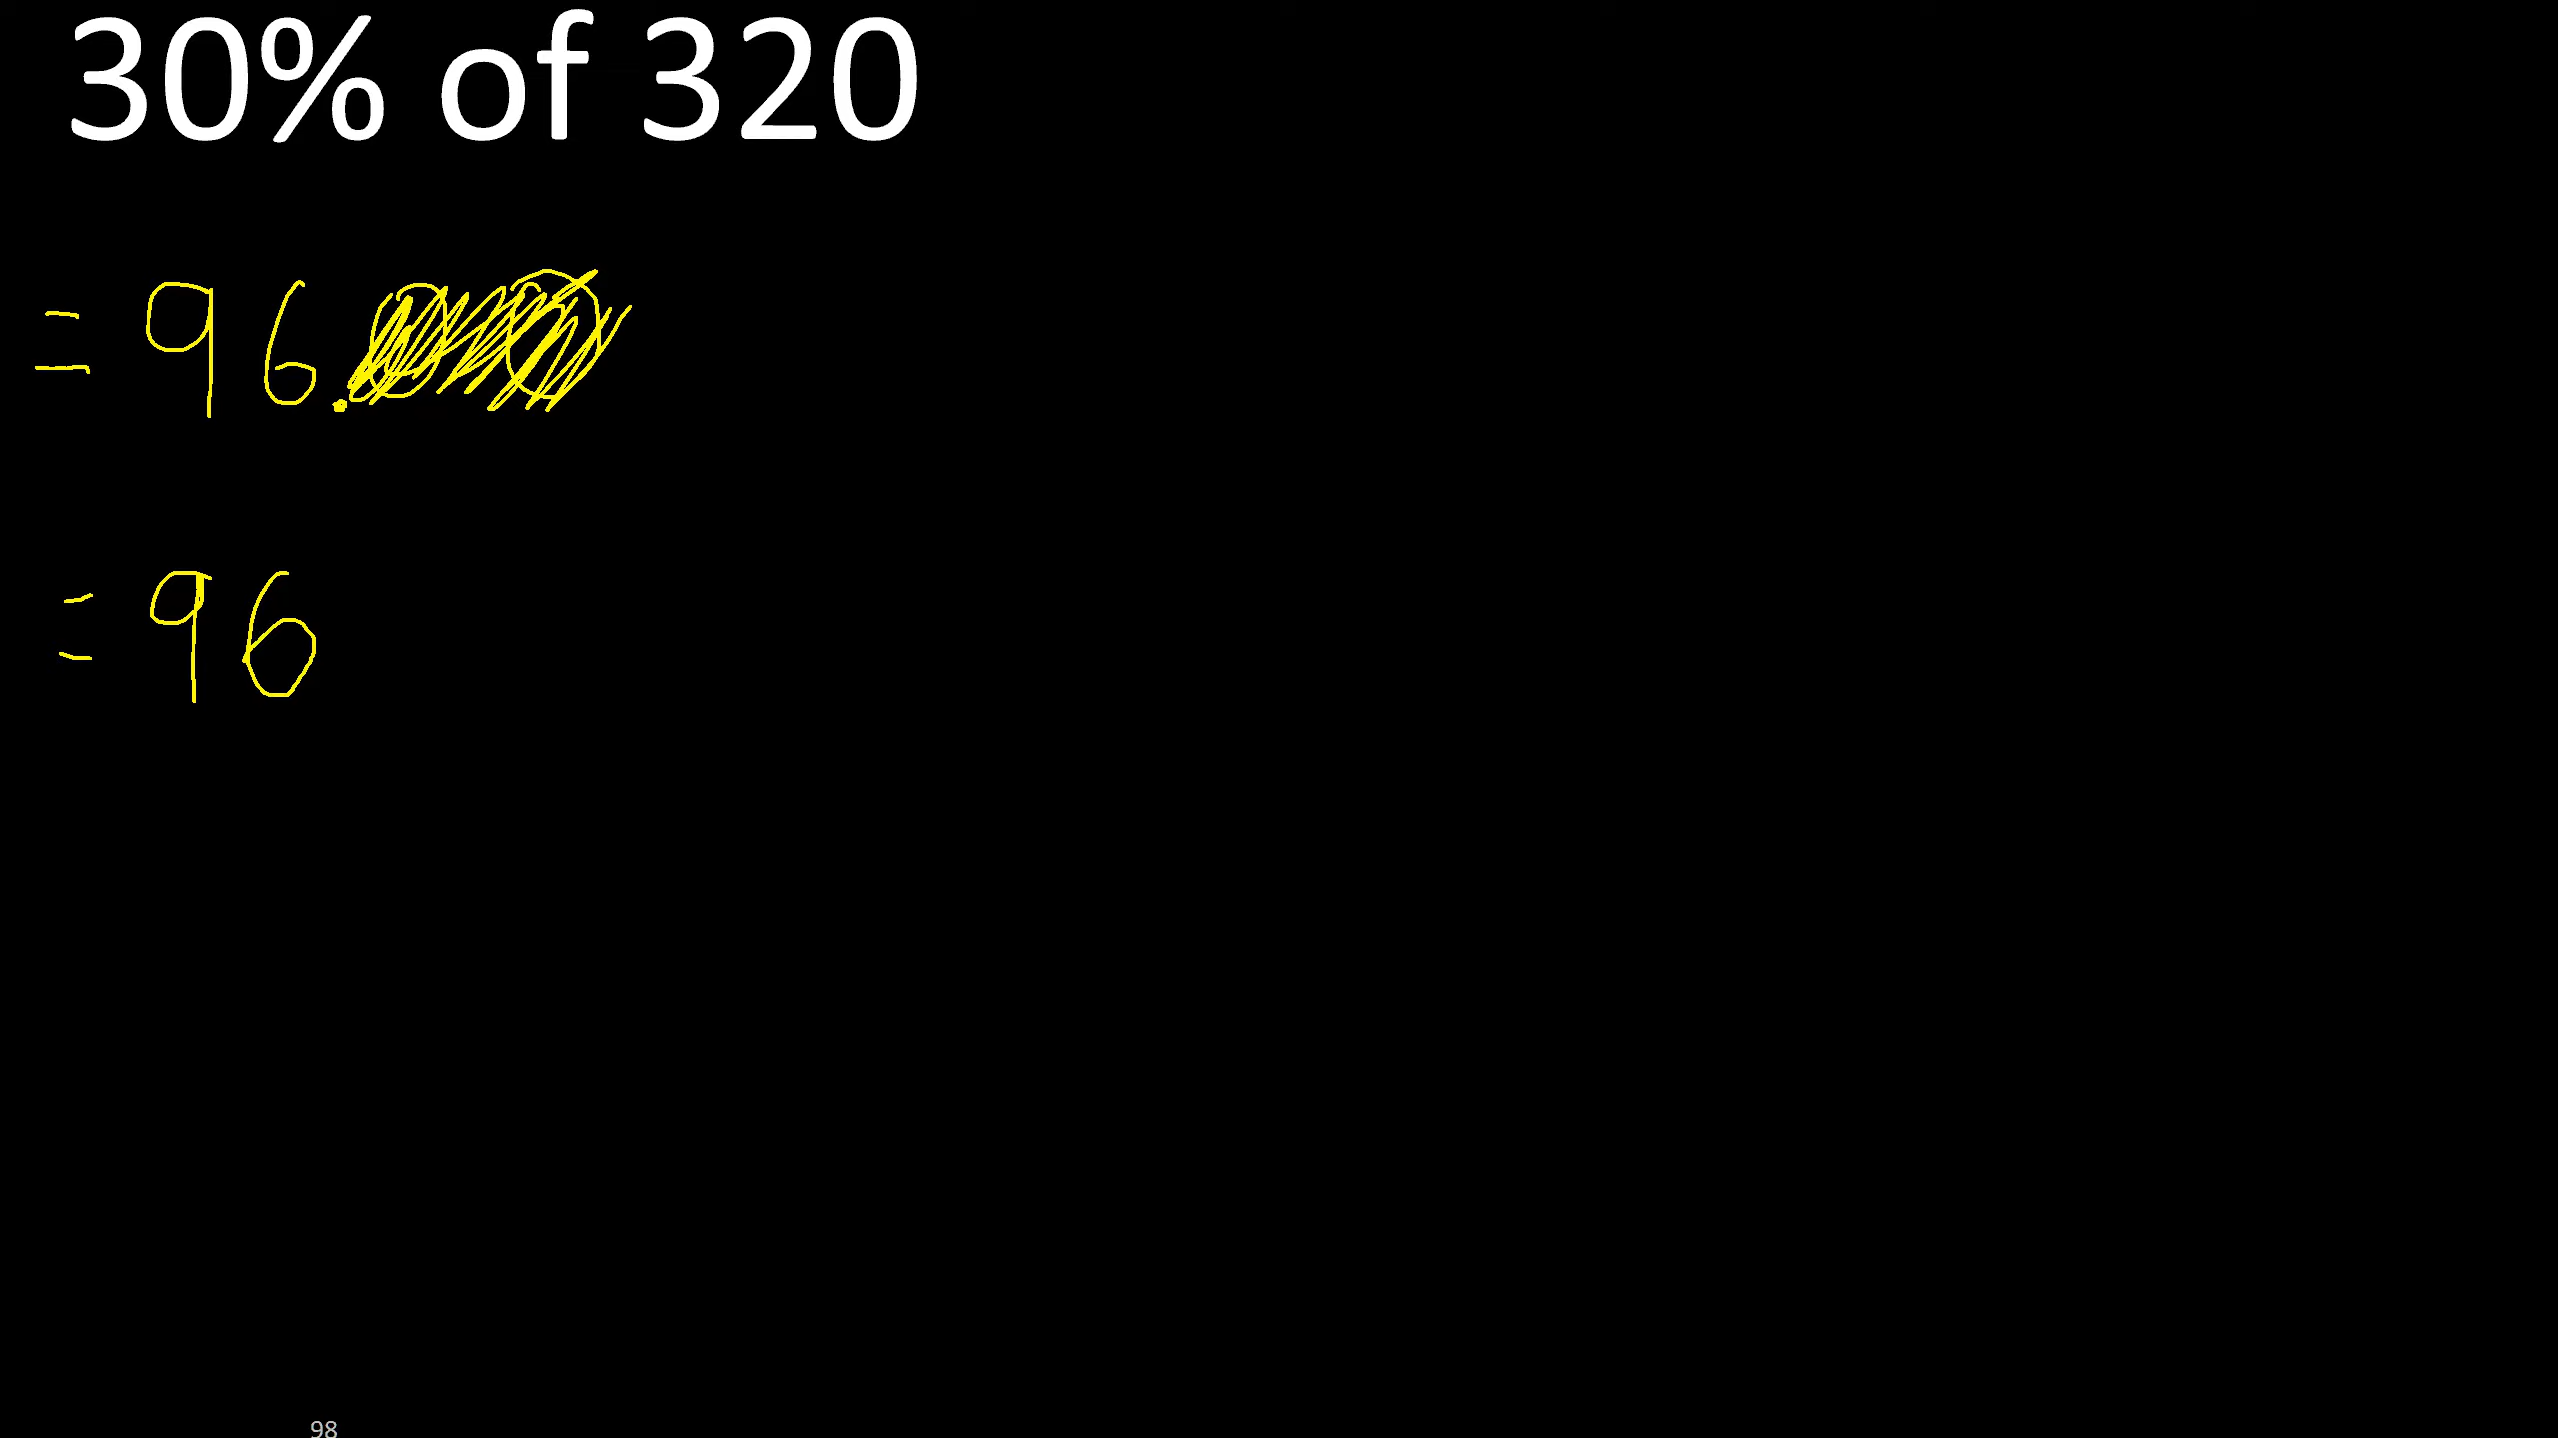 30% of 320
= 96.
= 96
98